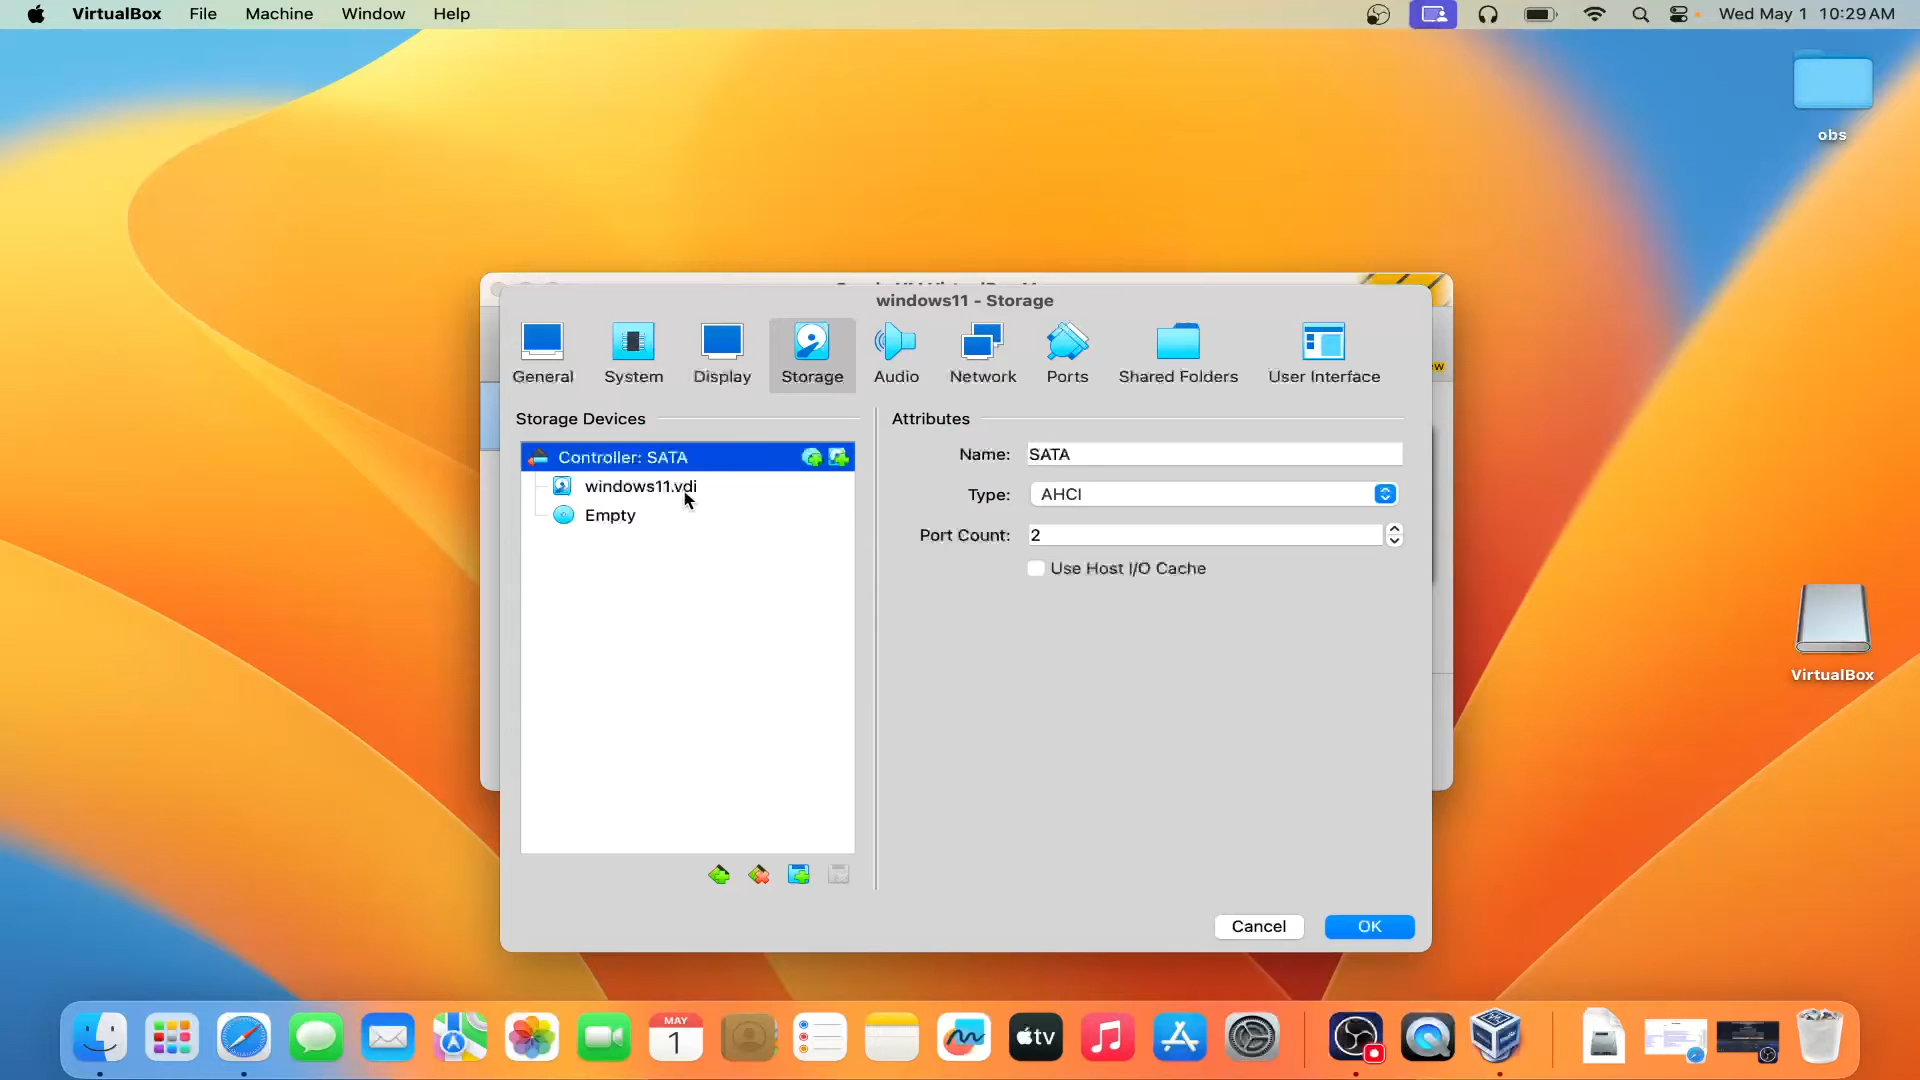 VirtualBox File Machine Window Help Wed May 1 10:29 AM
obs
windows11 - Storage
General System Display Storage Audio Network Ports Shared Folders User Interface
Storage Devices
Attributes
Controller: SATA
windows11.vdi
Empty
Name: SATA
Type: AHCI
Port Count: 2
Use Host I/O Cache
VirtualBox
Cancel OK
MAY
1
tv